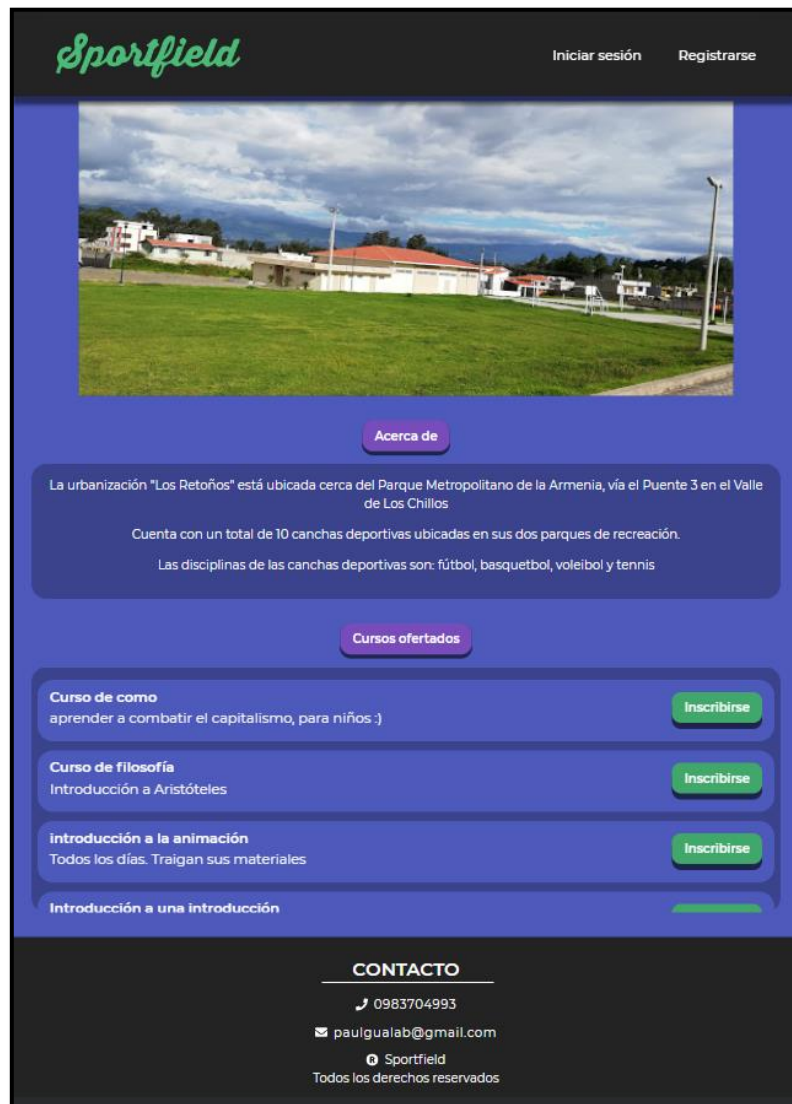 Sportfield
Iniciar sesión
Registrarse
Acerca de
La urbanización "Los Retoños" está ubicada cerca del Parque Metropolitano de la Armenia, vía el Puente 3 en el Valle
de Los Chillos
Cuenta con un total de 10 canchas deportivas ubicadas en sus dos parques de recreación.
Las disciplinas de las canchas deportivas son: fútbol, basquetbol, voleibol y tennis
Cursos ofertados
Curso de como
aprender a combatir el capitalismo, para niños :)
Inscribirse
Curso de filosofía
Introducción a Aristóteles
Inscribirse
introducción a la animación
Todos los días. Traigan sus materiales
Inscribirse
Introducción a una introducción
CONTACTO
0983704993
paulgualab@gmail.com
® Sportfield
Todos los derechos reservados